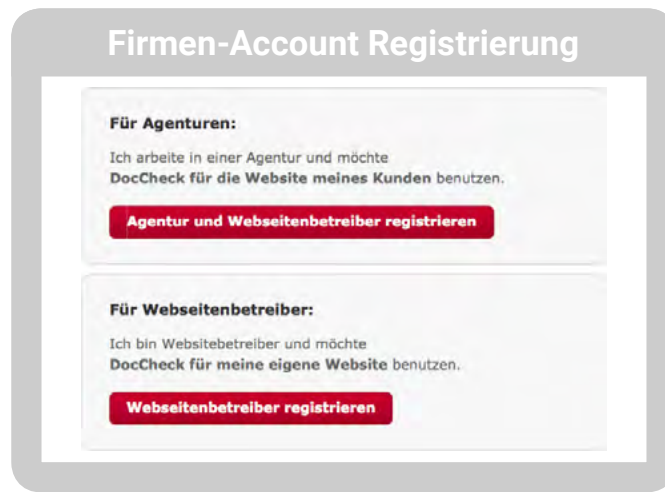 Firmen-Account Registrierung
Für Agenturen:
Ich arbeite in einer Agentur und möchte
DocCheck für die Website meines Kunden benutzen.
Agentur und Webseitenbetreiber registrieren
Für Webseitenbetreiber:
Ich bin Websitebetreiber und möchte
DocCheck für meine eigene Website benutzen.
Webseitenbetreiber registrieren